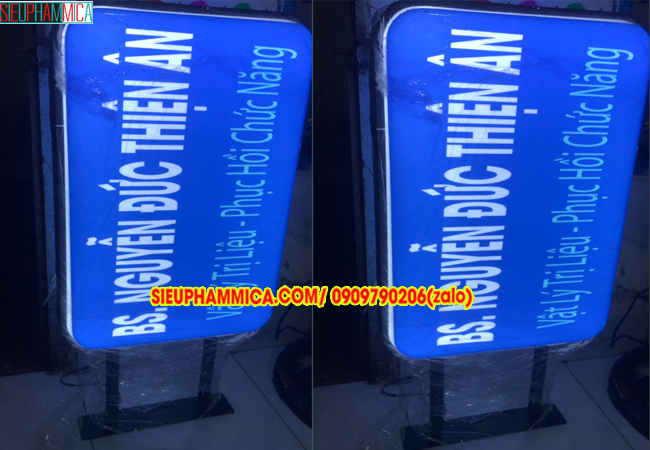 SIEUPHAMMICA
BS. NGUYỄN ĐỨC THIỆN ÂN
Vật Lý Trị Liệu - Phục Hồi Chức Năng
BS. NGUYỄN ĐỨC THIỆN ÂN
Vật Lý Trị Liệu - Phục Hồi Chức Năng
SIEUPHAMMICA.COM/ 0909790206(zalo)